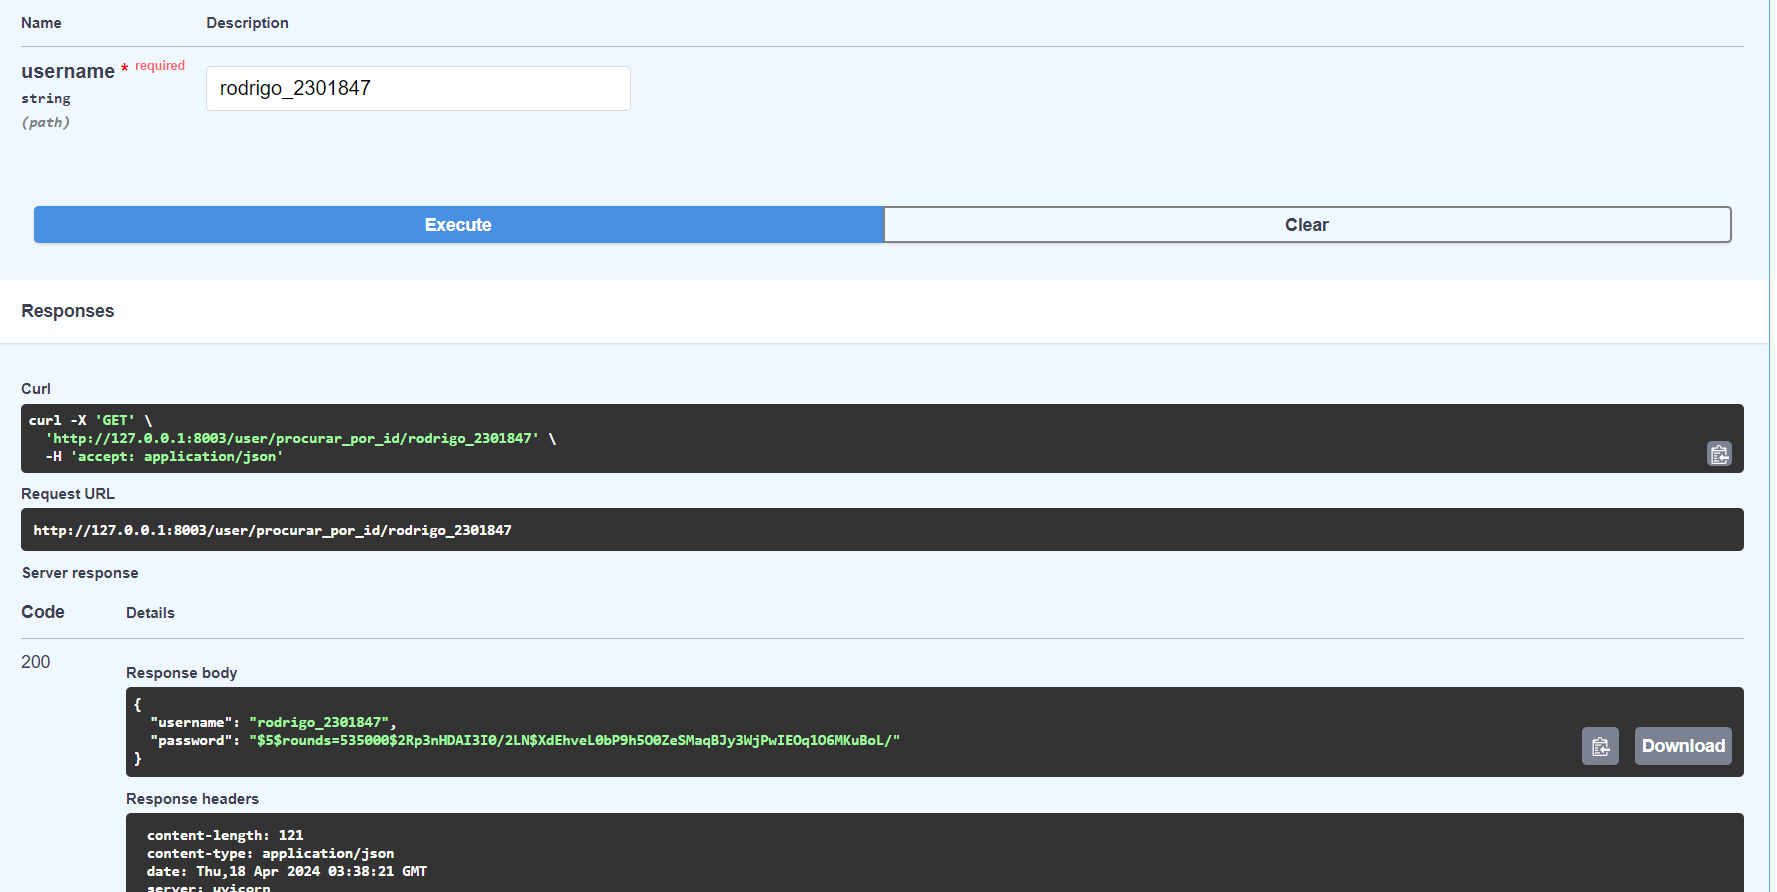 Name Description
username * required
rodrigo_2301847
string
(path)
Execute Clear
Responses
Curl
curl -X 'GET' \
'http://127.0.0.1:8003/user/procurar_por_id/rodrigo_2301847' \
-H 'accept: application/json'
Request URL
http://127.0.0.1:8003/user/procurar_por_id/rodrigo_2301847
Server response
Code Details
200
Response body
{
"username": "rodrigo_2301847",
"password": "$5$rounds=535000$2Rp3nHDAI3I0/2LN$XdEhveL0bP9h5O0ZeSMaqBJy3WjPwIEOq1O6MKuBoL/"
}
Download
Response headers
content-length: 121
content-type: application/json
date: Thu,18 Apr 2024 03:38:21 GMT
server: uvicorn